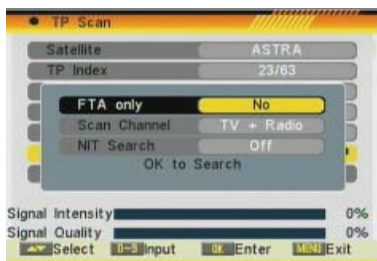 TP Scan
Satellite ASTRA
TP Index 23/63
FTA only No
Scan Channel TV + Radio
NIT Search Off
OK to Search
Signal Intensity 0%
Signal Quality 0%
Select 0~9 Input OK Enter MENU Exit